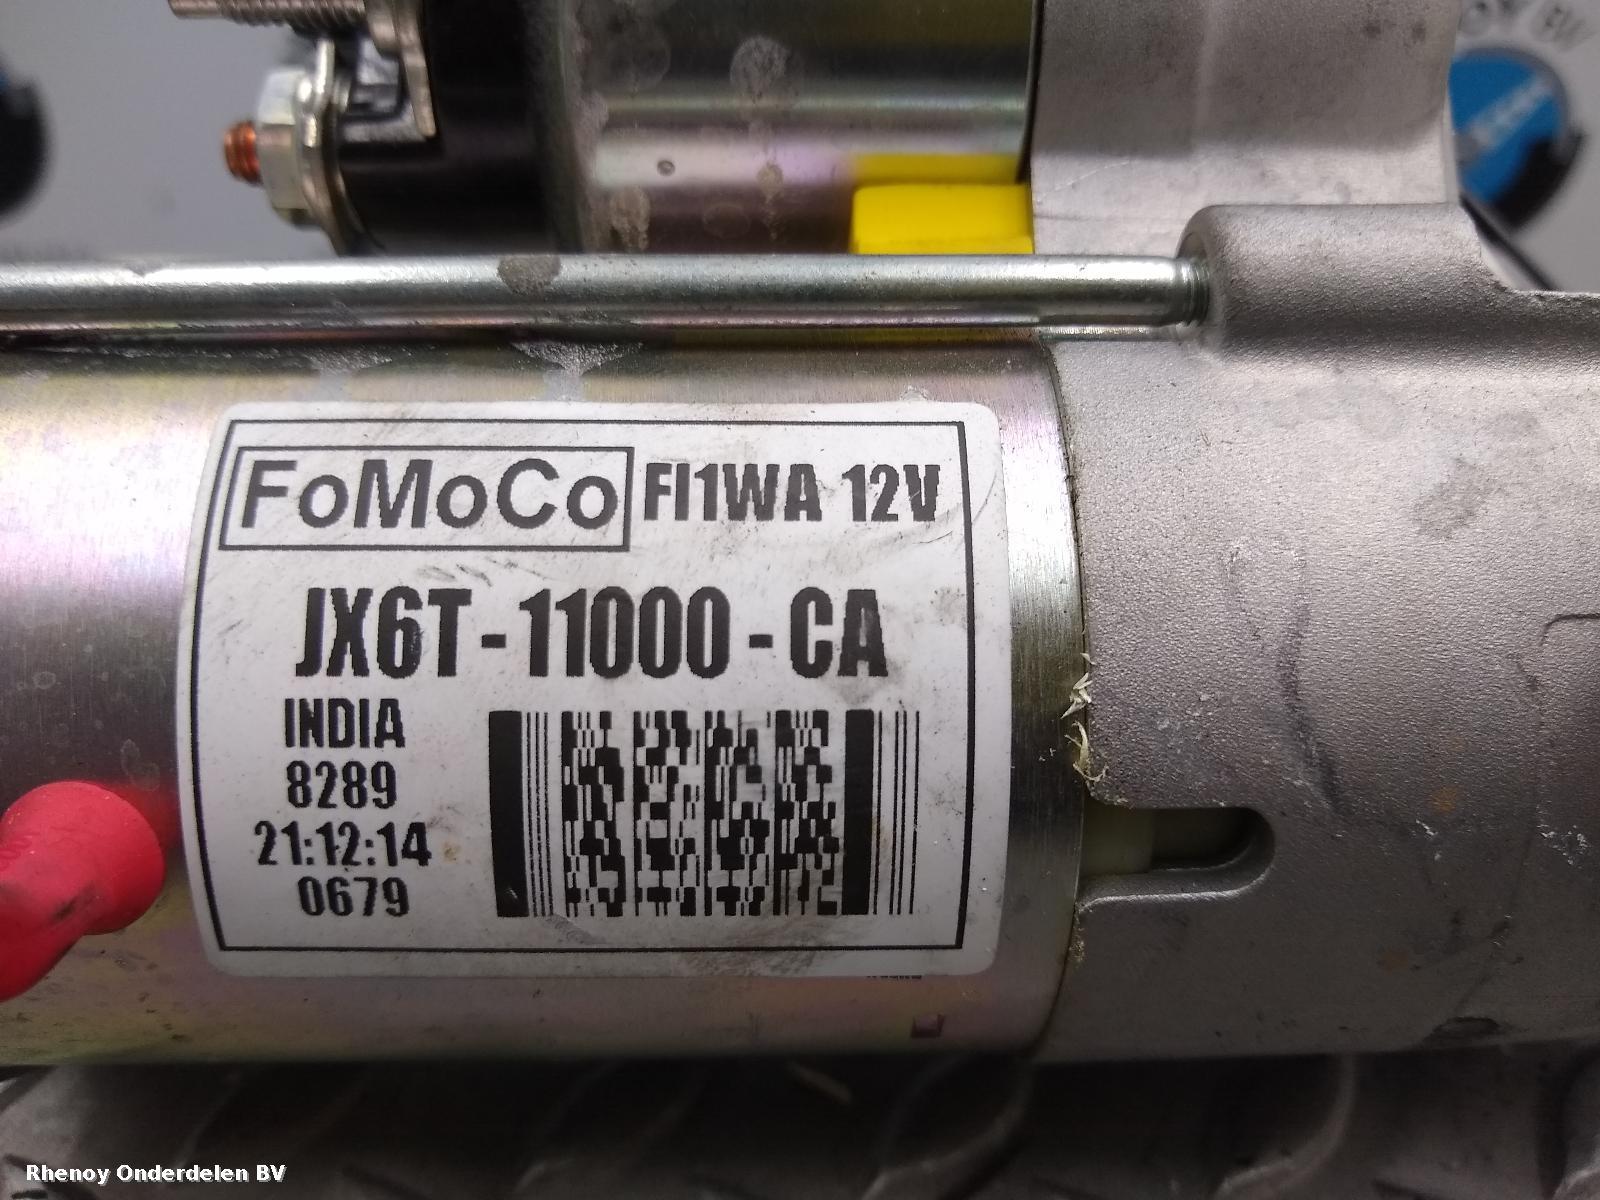 FoMoCo FI1WA 12V
JX6T-11000-CA
INDIA
8289
21:12:14
0679
Rhenoy Onderdelen BV